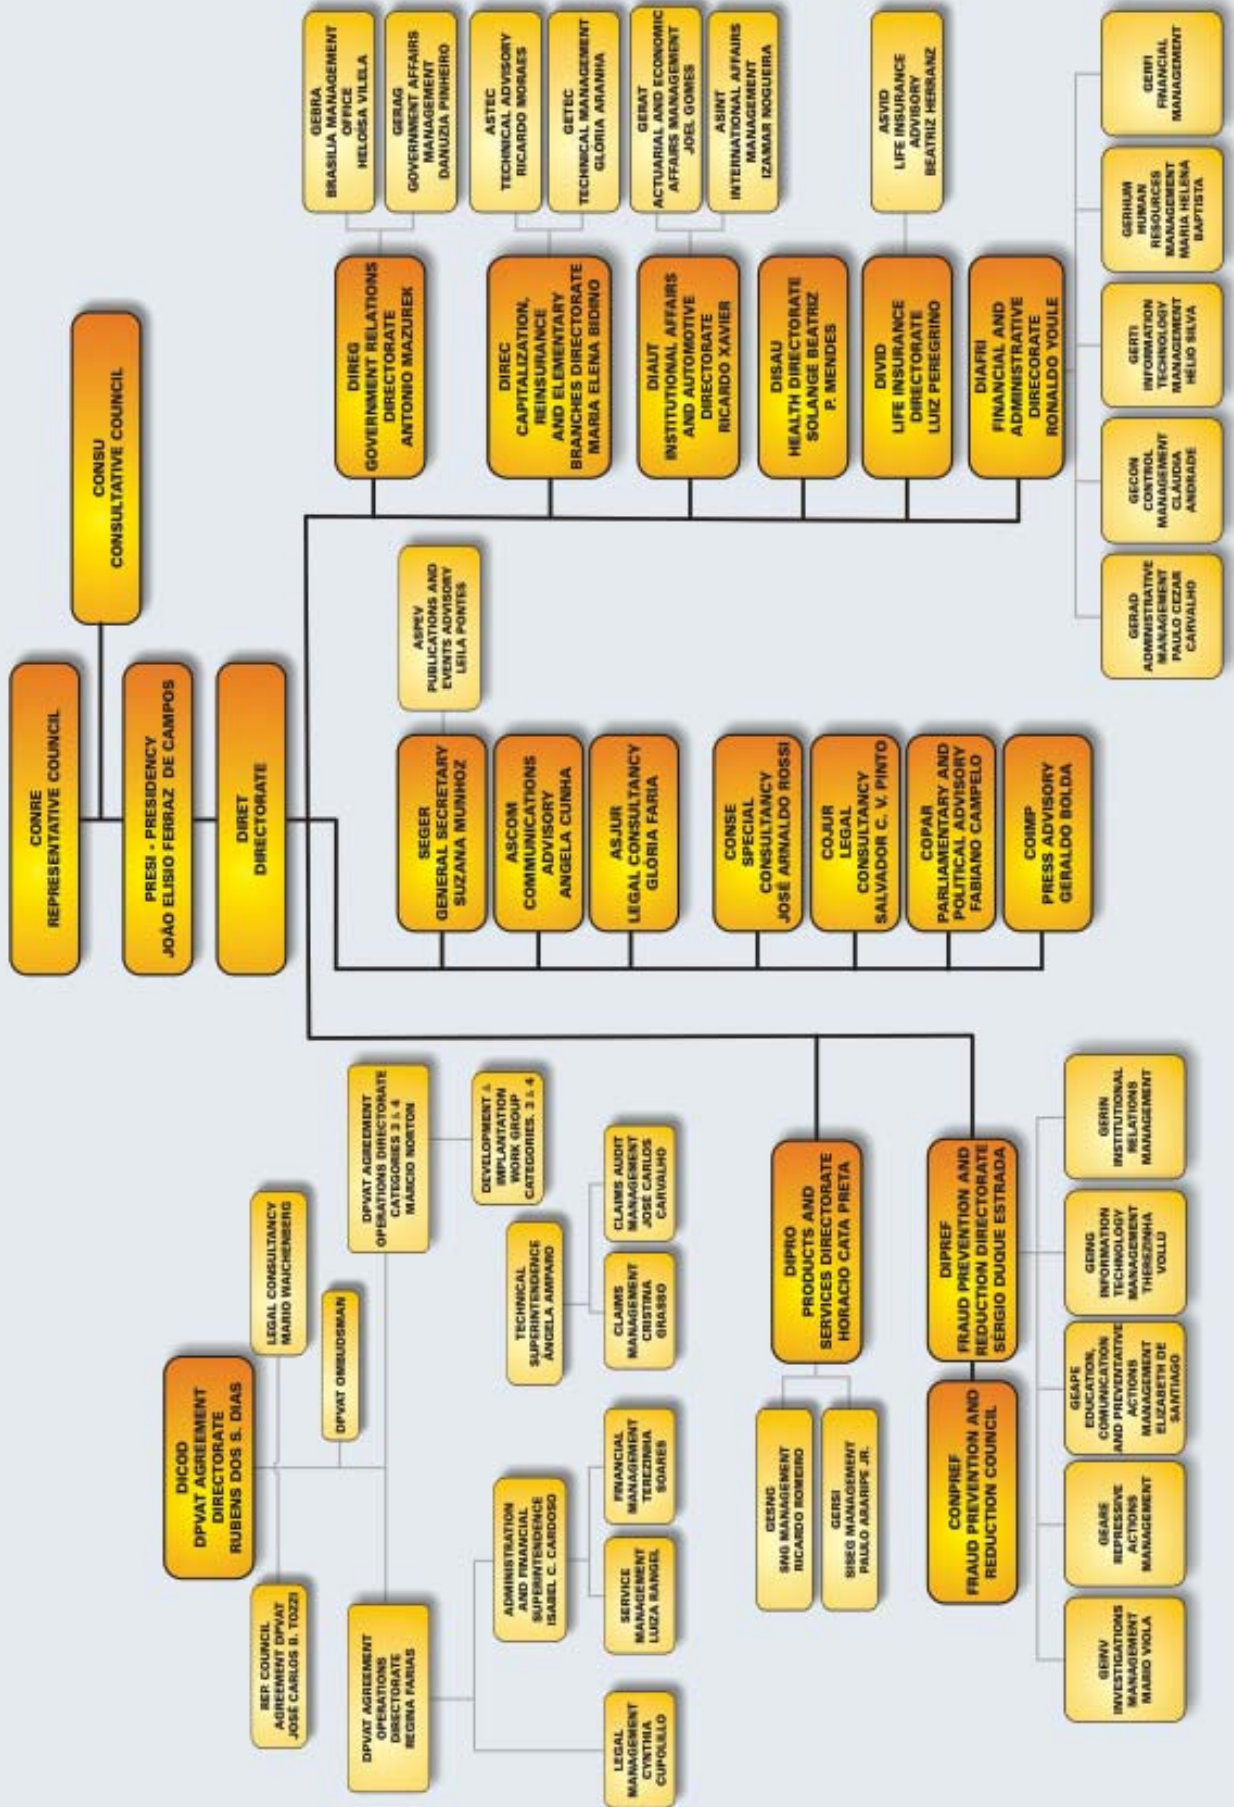 CONRE
REPRESENTATIVE COUNCIL
CONSU
CONSULTATIVE COUNCIL
PRESI - PRESIDENCY
JOÃO ELISIO FERRAZ DE CAMPOS
DIRET
DIRECTORATE
DICOD
DPVAT AGREEMENT
DIRECTORATE
RUBENS DOS S. DIAS
REP. COUNCIL
AGREEMENT DPVAT
JOSÉ CARLOS B. TOZZI
LEGAL CONSULTANCY
MARIO WAICHENBERG
DPVAT OMBUDSMAN
DPVAT AGREEMENT
OPERATIONS
DIRECTORATE
REGINA FARIAS
DPVAT AGREEMENT
OPERATIONS DIRECTORATE
CATEGORIES 3 & 4
MÁRCIO NORTON
DEVELOPMENT &
IMPLANTATION
WORK GROUP
CATEGORIES. 3 & 4
ADMINISTRATION
AND FINANCIAL
SUPERINTENDENCE
ISABEL C. CARDOSO
TECHNICAL
SUPERINTENDENCE
ÂNGELA AMPARO
LEGAL
MANAGEMENT
CYNTHIA
CUPOLILLO
SERVICE
MANAGEMENT
LUIZA RANGEL
FINANCIAL
MANAGEMENT
TEREZINHA
SOARES
CLAIMS
MANAGEMENT
CRISTINA
GRASSO
CLAIMS AUDIT
MANAGEMENT
JOSÉ CARLOS
CARVALHO
DIPRO
PRODUCTS AND
SERVICES DIRECTORATE
HORACIO CATA PRETA
GESNG
SNG MANAGEMENT
RICARDO ROMEIRO
GERSI
SISEG MANAGEMENT
PAULO ARARIPE JR.
CONPREF
FRAUD PREVENTION AND
REDUCTION COUNCIL
DIPREF
FRAUD PREVENTION AND
REDUCTION DIRECTORATE
SÉRGIO DUQUE ESTRADA
GEINV
INVESTIGATIONS
MANAGEMENT
MARIO VIOLA
GEARE
REPRESSIVE
ACTIONS
MANAGEMENT
GEAPE
EDUCATION,
COMUNICATION
AND PREVENTATIVE
ACTIONS
MANAGEMENT
ELIZABETH DE
SANTIAGO
GEING
INFORMATION
TECHNOLOGY
MANAGEMENT
THEREZINHA
VOLLÚ
GERIN
INSTITUTIONAL
RELATIONS
MANAGEMENT
SEGER
GENERAL SECRETARY
SUZANA MUNHOZ
ASPEV
PUBLICATIONS AND
EVENTS ADVISORY
LEILA PONTES
ASCOM
COMMUNICATIONS
ADVISORY
ANGELA CUNHA
ASJUR
LEGAL CONSULTANCY
GLÓRIA FARIA
CONSE
SPECIAL
CONSULTANCY
JOSÉ ARNALDO ROSSI
COJUR
LEGAL
CONSULTANCY
SALVADOR C. V. PINTO
COPAR
PARLIAMENTARY AND
POLITICAL ADVISORY
FABIANO CAMPELO
COIMP
PRESS ADVISORY
GERALDO BOLDA
DIREG
GOVERNMENT RELATIONS
DIRECTORATE
ANTONIO MAZUREK
GEBRA
BRASILIA MANAGEMENT
OFFICE
HELOISA VILELA
GERAG
GOVERNMENT AFFAIRS
MANAGEMENT
DANUZIA PINHEIRO
DIREC
CAPITALIZATION,
REINSURANCE
AND ELEMENTARY
BRANCHES DIRECTORATE
MARIA ELENA BIDINO
ASTEC
TECHNICAL ADVISORY
RICARDO MORAES
GETEC
TECHNICAL MANAGEMENT
GLÓRIA ARANHA
DIAUT
INSTITUTIONAL AFFAIRS
AND AUTOMOTIVE
DIRECTORATE
RICARDO XAVIER
GERAT
ACTUARIAL AND ECONOMIC
AFFAIRS MANAGEMENT
JOEL GOMES
ASINT
INTERNATIONAL AFFAIRS
MANAGEMENT
IZAMAR NOGUEIRA
DISAU
HEALTH DIRECTORATE
SOLANGE BEATRIZ
P. MENDES
DIVID
LIFE INSURANCE
DIRECTORATE
LUIZ PEREGRINO
ASVID
LIFE INSURANCE
ADVISORY
BEATRIZ HERRANZ
DIAFRI
FINANCIAL AND
ADMINISTRATIVE
DIRECORATE
RONALDO YOULE
GERAD
ADMINISTRATIVE
MANAGEMENT
PAULO CEZAR
CARVALHO
GECON
CONTROL
MANAGEMENT
CLÁUDIA
ANDRADE
GERTI
INFORMATION
TECHNOLOGY
MANAGEMENT
HÉLIO SILVA
GERHUM
HUMAN
RESOURCES
MANAGEMENT
MARIA HELENA
BAPTISTA
GERFI
FINANCIAL
MANAGEMENT